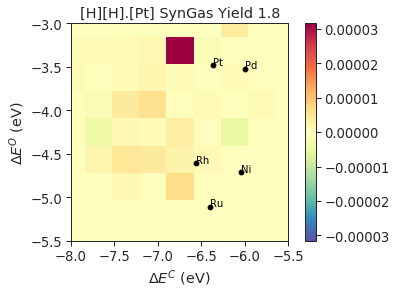 [H][H].[Pt] SynGas Yield 1.8
−3.0
−3.5
−4.0
−4.5
−5.0
−5.5
ΔE^O (eV)
Pt
Pd
Rh
Ni
Ru
−8.0 −7.5 −7.0 −6.5 −6.0 −5.5
ΔE^C (eV)
0.00003
0.00002
0.00001
0.00000
−0.00001
−0.00002
−0.00003